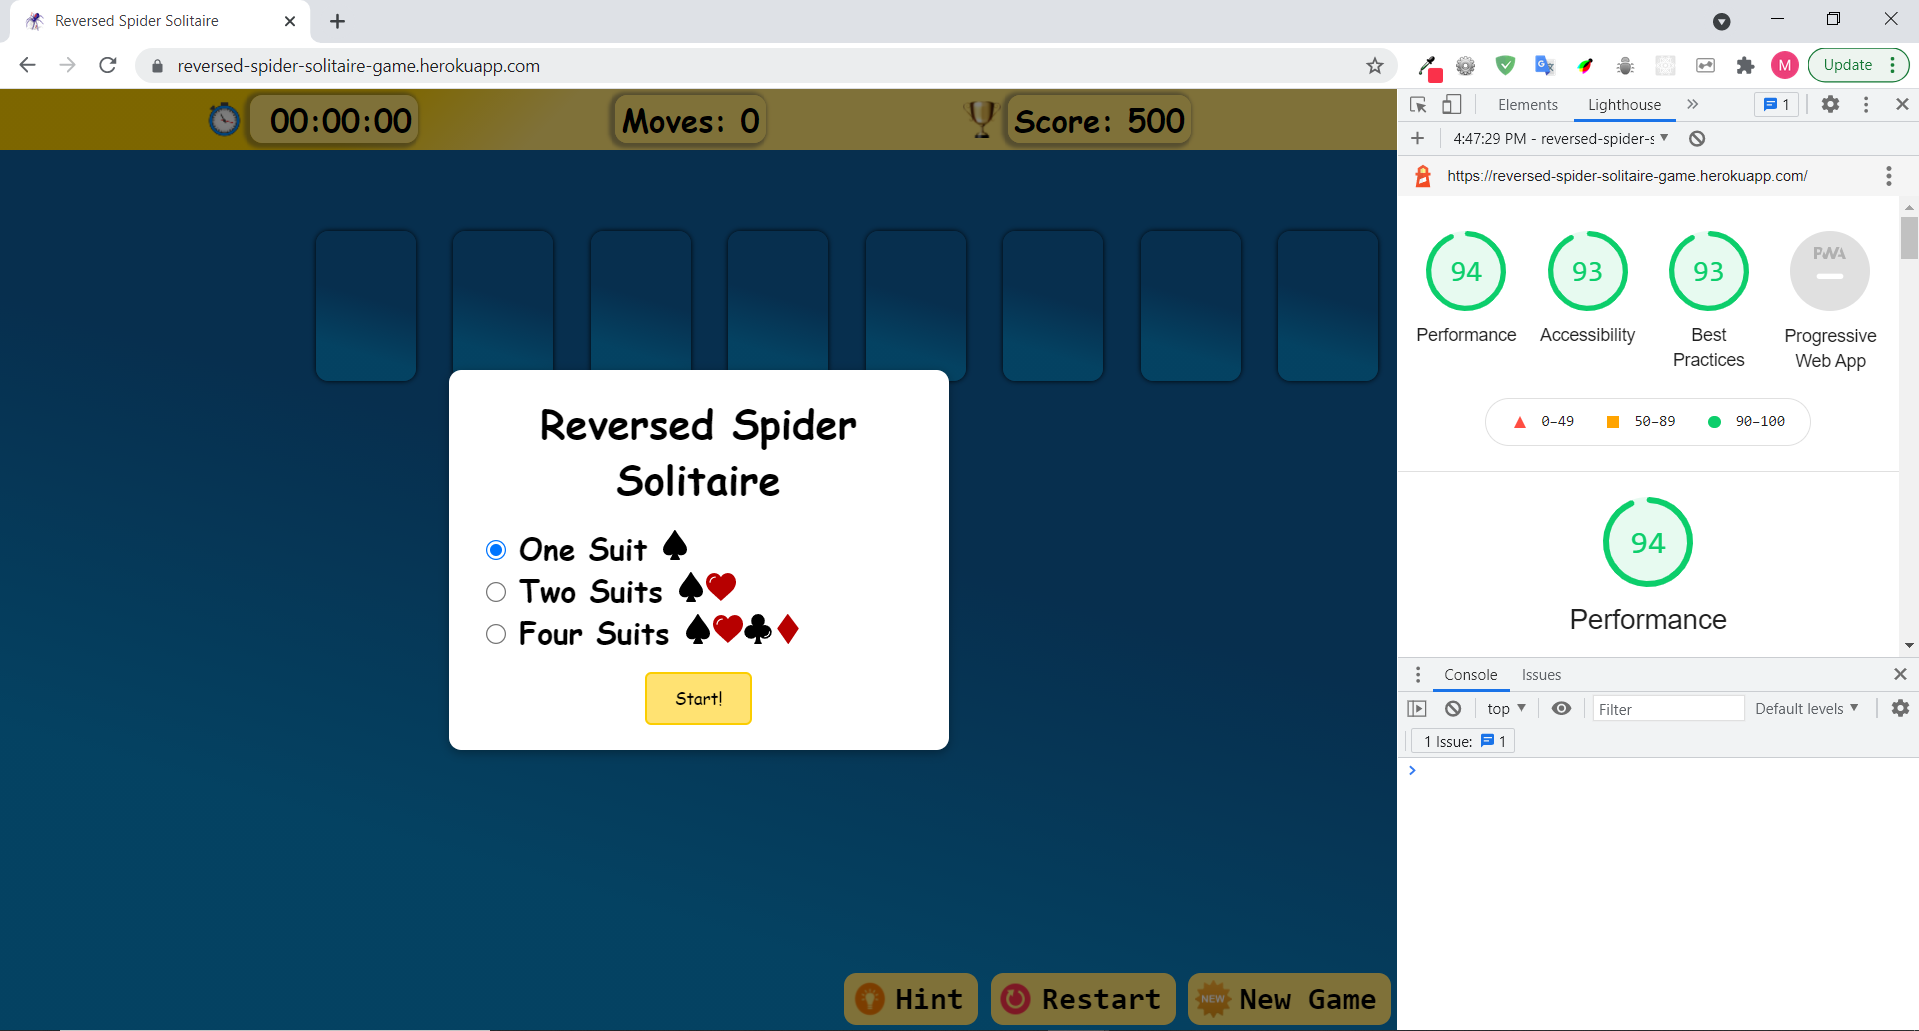 Reversed Spider Solitaire
reversed-spider-solitaire-game.herokuapp.com
M
Update
00:00:00
Moves: 0
Score: 500
Reversed Spider
Solitaire
One Suit
Two Suits
Four Suits
Start!
Hint
Restart
NEW
New Game
Elements
Lighthouse
1
4:47:29 PM - reversed-spider-s
https://reversed-spider-solitaire-game.herokuapp.com/
94
93
93
PWA
Performance
Accessibility
Best
Practices
Progressive
Web App
0–49
50–89
90–100
94
Performance
Console
Issues
top
Filter
Default levels
1 Issue:
1